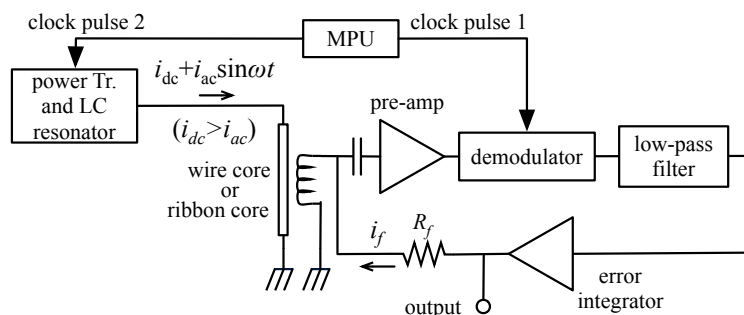 clock pulse 2
MPU
clock pulse 1
power Tr.
and LC
resonator
i_dc+i_ac sinωt
(i_dc>i_ac)
pre-amp
demodulator
low-pass
filter
wire core
or
ribbon core
i_f
R_f
error
integrator
output